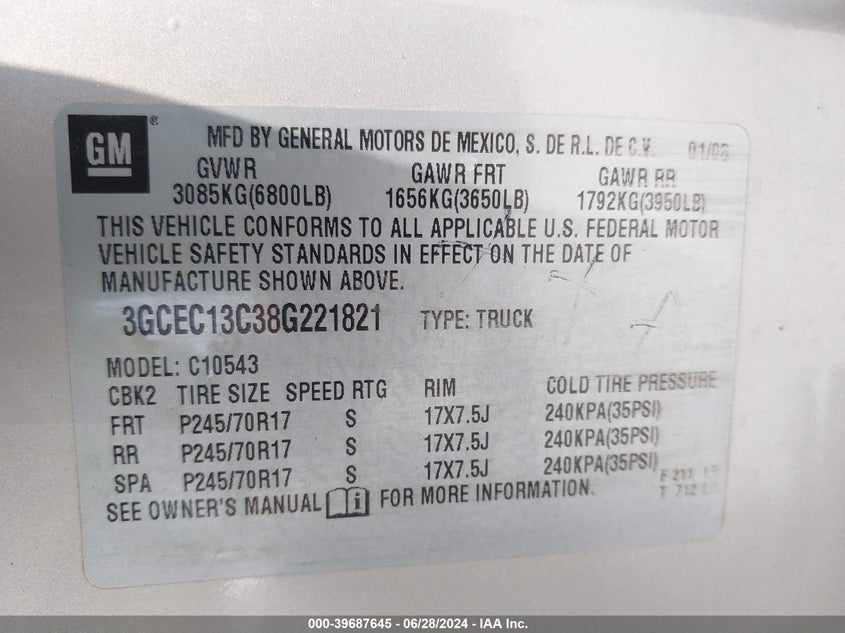 GM ® MFD BY GENERAL MOTORS DE MEXICO, S. DE R.L. DE C.V. 01/08
GVWR GAWR FRT GAWR RR
3085KG(6800LB) 1656KG(3650LB) 1792KG(3950LB)
THIS VEHICLE CONFORMS TO ALL APPLICABLE U.S. FEDERAL MOTOR
VEHICLE SAFETY STANDARDS IN EFFECT ON THE DATE OF
MANUFACTURE SHOWN ABOVE.
3GCEC13C38G221821 TYPE: TRUCK
MODEL: C10543
CBK2 TIRE SIZE SPEED RTG RIM COLD TIRE PRESSURE
FRT P245/70R17 S 17X7.5J 240KPA(35PSI)
RR P245/70R17 S 17X7.5J 240KPA(35PSI)
SPA P245/70R17 S 17X7.5J 240KPA(35PSI)
F 211
T 712
SEE OWNER'S MANUAL i FOR MORE INFORMATION.
000-39687645 - 06/28/2024 - IAA Inc.